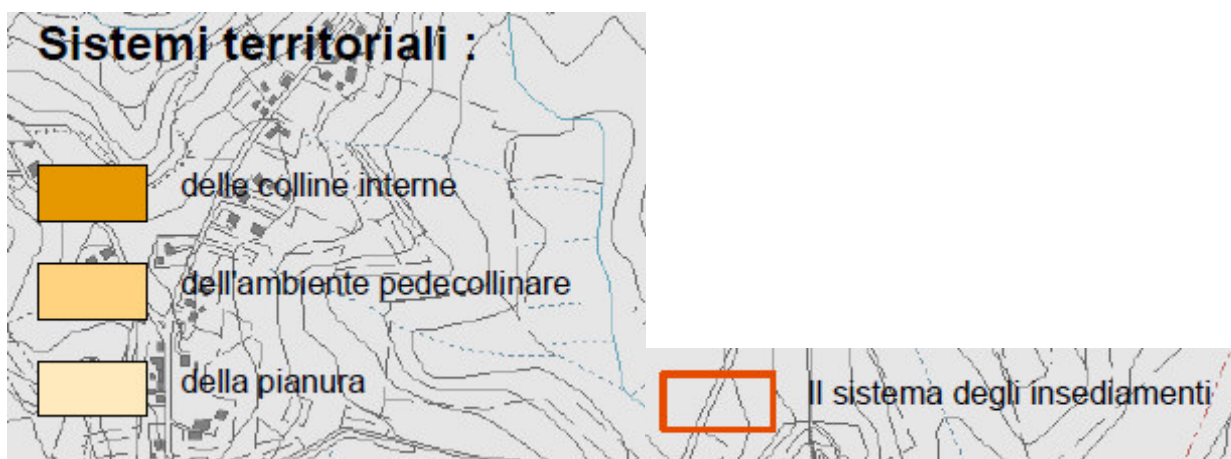 Sistemi territoriali :
delle colline interne
dell'ambiente pedecollinare
della pianura
Il sistema degli insediamenti